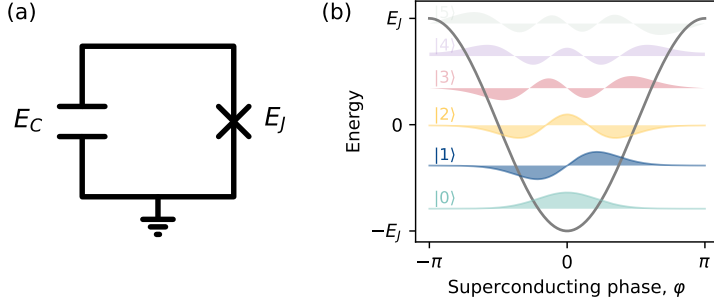 (a)
E_C
E_J
(b)
Energy
E_J
0
−E_J
|5⟩
|4⟩
|3⟩
|2⟩
|1⟩
|0⟩
−π
0
π
Superconducting phase, φ